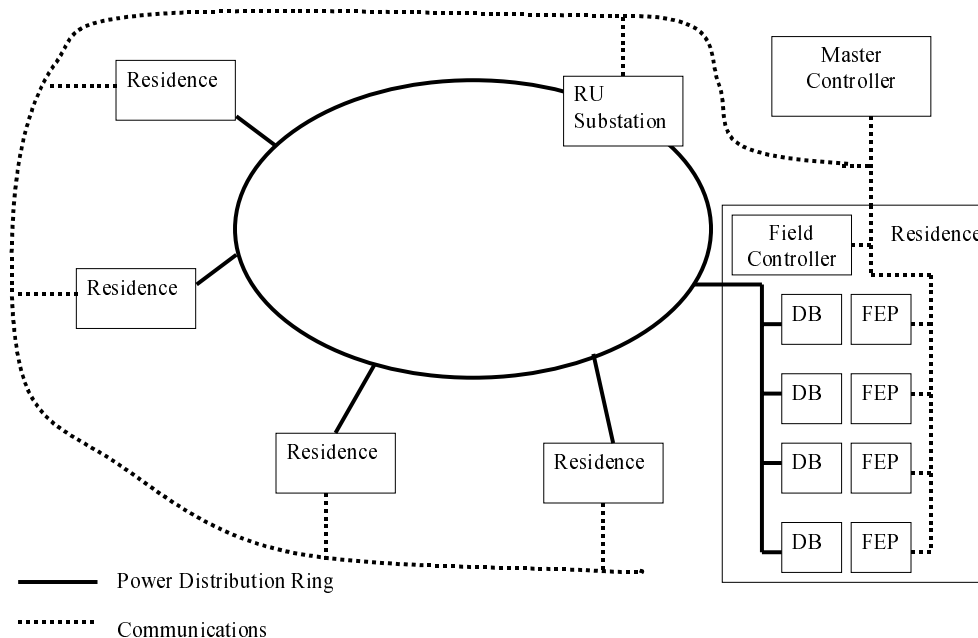 Residence
RU
Substation
Master
Controller
Field
Controller
Residence
Residence
DB
FEP
DB
FEP
Residence
Residence
DB
FEP
DB
FEP
Power Distribution Ring
Communications